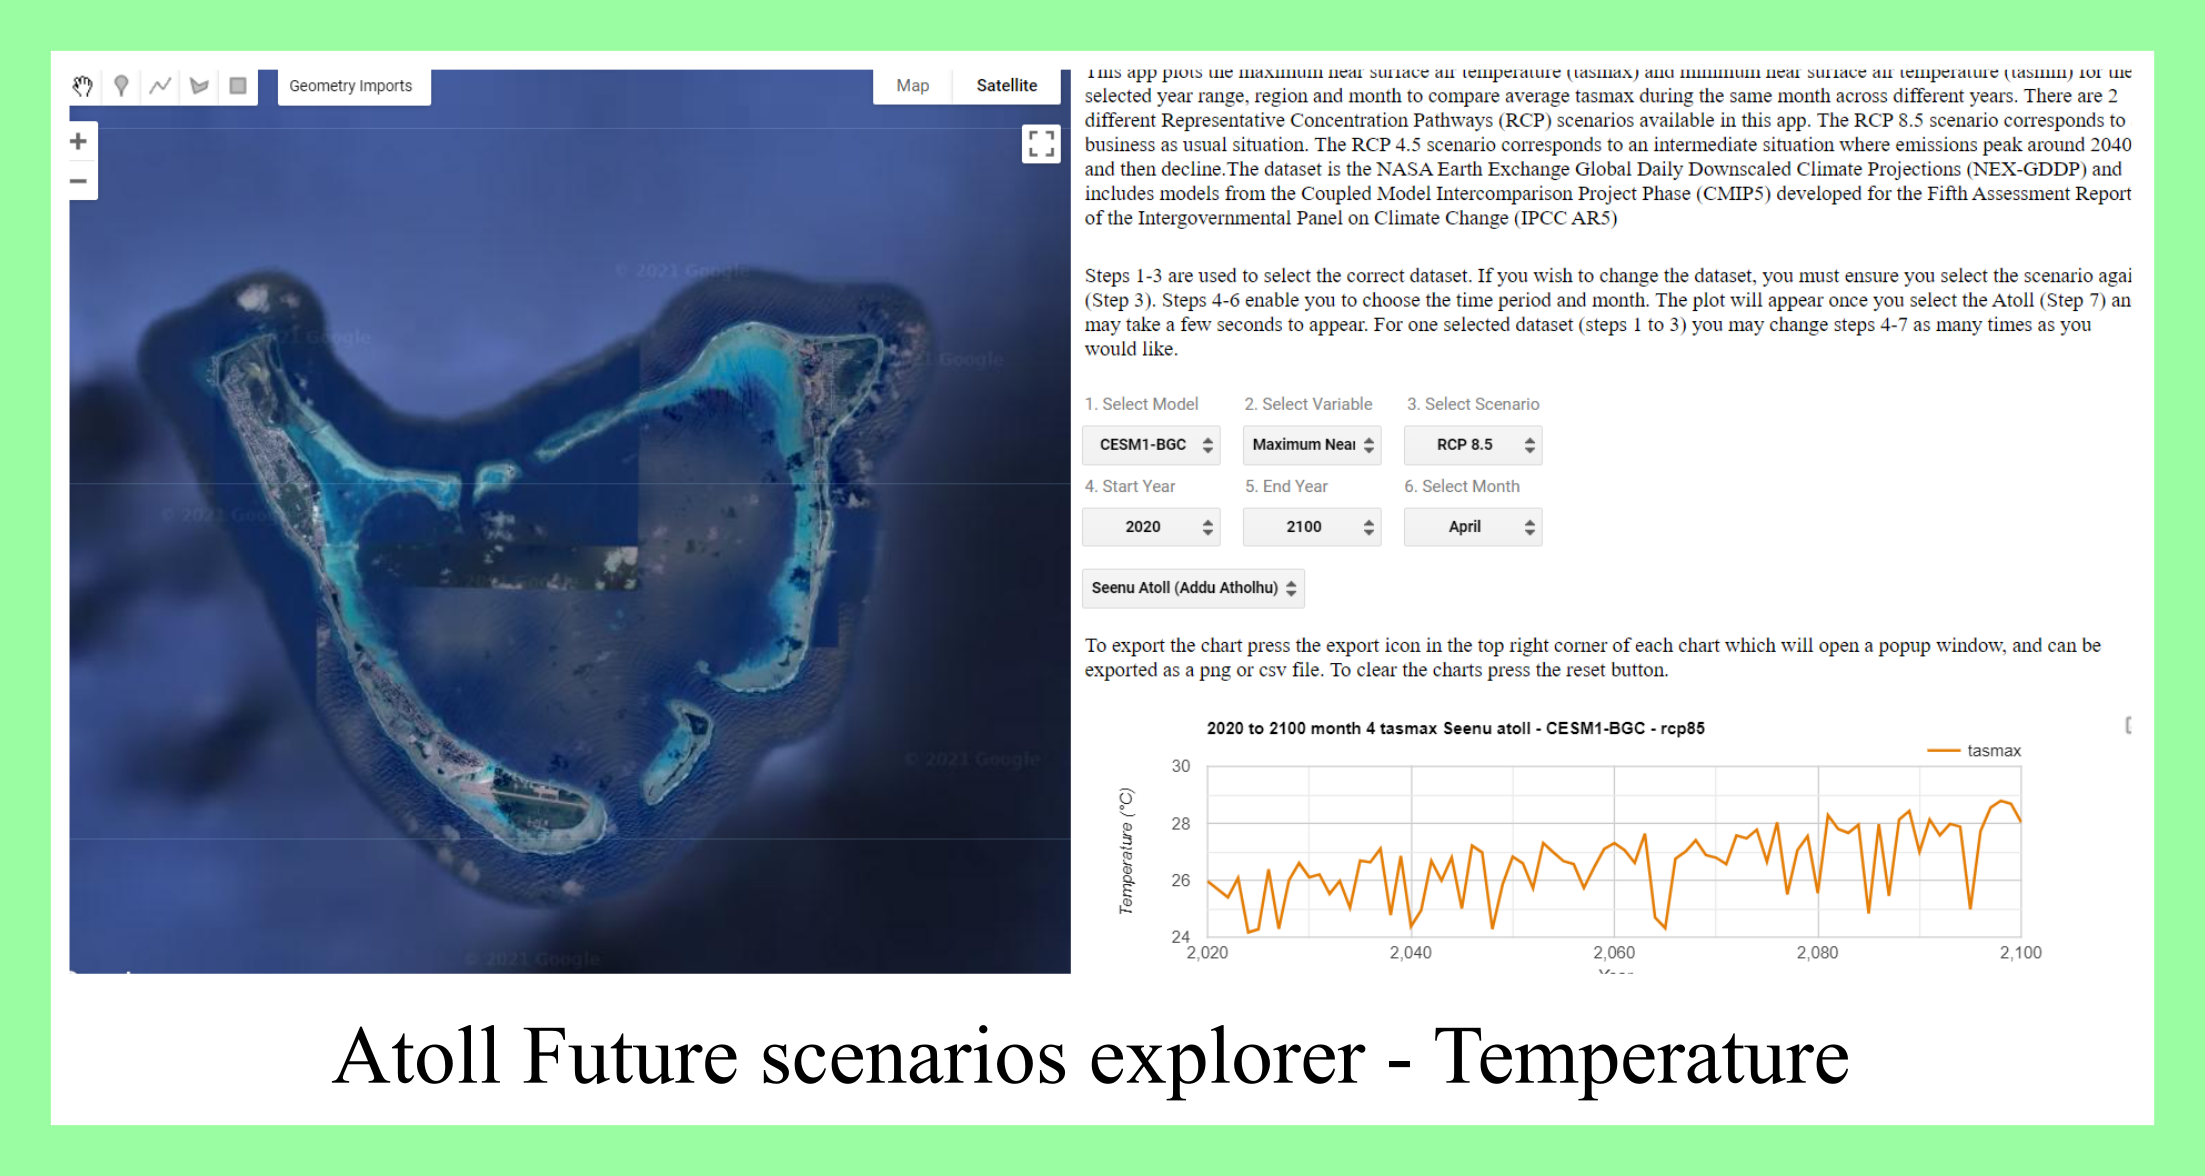 Geometry Imports
Map
Satellite
© 2021 Google
© 2021 Google
© 2021 Google
© 2021 Google
This app plots the maximum near surface air temperature (tasmax) and minimum near surface air temperature (tasmin) for the
selected year range, region and month to compare average tasmax during the same month across different years. There are 2
different Representative Concentration Pathways (RCP) scenarios available in this app. The RCP 8.5 scenario corresponds to
business as usual situation. The RCP 4.5 scenario corresponds to an intermediate situation where emissions peak around 2040
and then decline.The dataset is the NASA Earth Exchange Global Daily Downscaled Climate Projections (NEX-GDDP) and
includes models from the Coupled Model Intercomparison Project Phase (CMIP5) developed for the Fifth Assessment Report
of the Intergovernmental Panel on Climate Change (IPCC AR5)
Steps 1-3 are used to select the correct dataset. If you wish to change the dataset, you must ensure you select the scenario agai
(Step 3). Steps 4-6 enable you to choose the time period and month. The plot will appear once you select the Atoll (Step 7) an
may take a few seconds to appear. For one selected dataset (steps 1 to 3) you may change steps 4-7 as many times as you
would like.
1. Select Model 2. Select Variable 3. Select Scenario
CESM1-BGC Maximum Near RCP 8.5
4. Start Year 5. End Year 6. Select Month
2020 2100 April
Seenu Atoll (Addu Atholhu)
To export the chart press the export icon in the top right corner of each chart which will open a popup window, and can be
exported as a png or csv file. To clear the charts press the reset button.
2020 to 2100 month 4 tasmax Seenu atoll - CESM1-BGC - rcp85
tasmax
Temperature (°C)
30
28
26
24
2,020 2,040 2,060 2,080 2,100
Year
Atoll Future scenarios explorer - Temperature